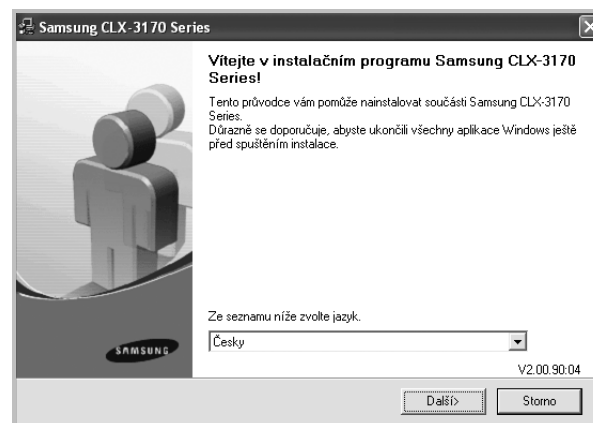 Samsung CLX-3170 Series
Vítejte v instalačním programu Samsung CLX-3170
Series!
Tento průvodce vám pomůže nainstalovat součásti Samsung CLX-3170
Series.
Důrazně se doporučuje, abyste ukončili všechny aplikace Windows ještě
před spuštěním instalace.
Ze seznamu níže zvolte jazyk.
Česky
SAMSUNG
V2.00.90:04
Další>
Storno